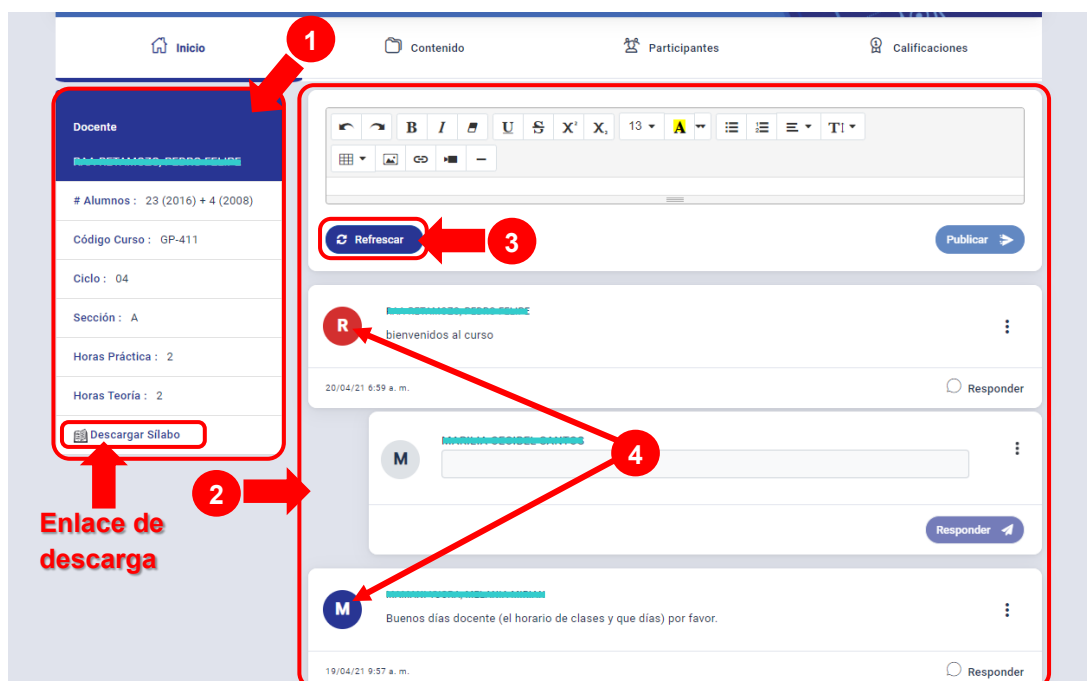 Inicio
Contenido
Participantes
Calificaciones
1
Docente
# Alumnos : 23 (2016) + 4 (2008)
Código Curso : GP-411
Ciclo : 04
Sección : A
Horas Práctica : 2
Horas Teoría : 2
Descargar Sílabo
2
Enlace de
descarga
B I U S X² X, 13 A T
Refrescar
3
Publicar
R
bienvenidos al curso
20/04/21 6:59 a. m.
Responder
4
M
Responder
M
Buenos días docente (el horario de clases y que días) por favor.
19/04/21 9:57 a. m.
Responder